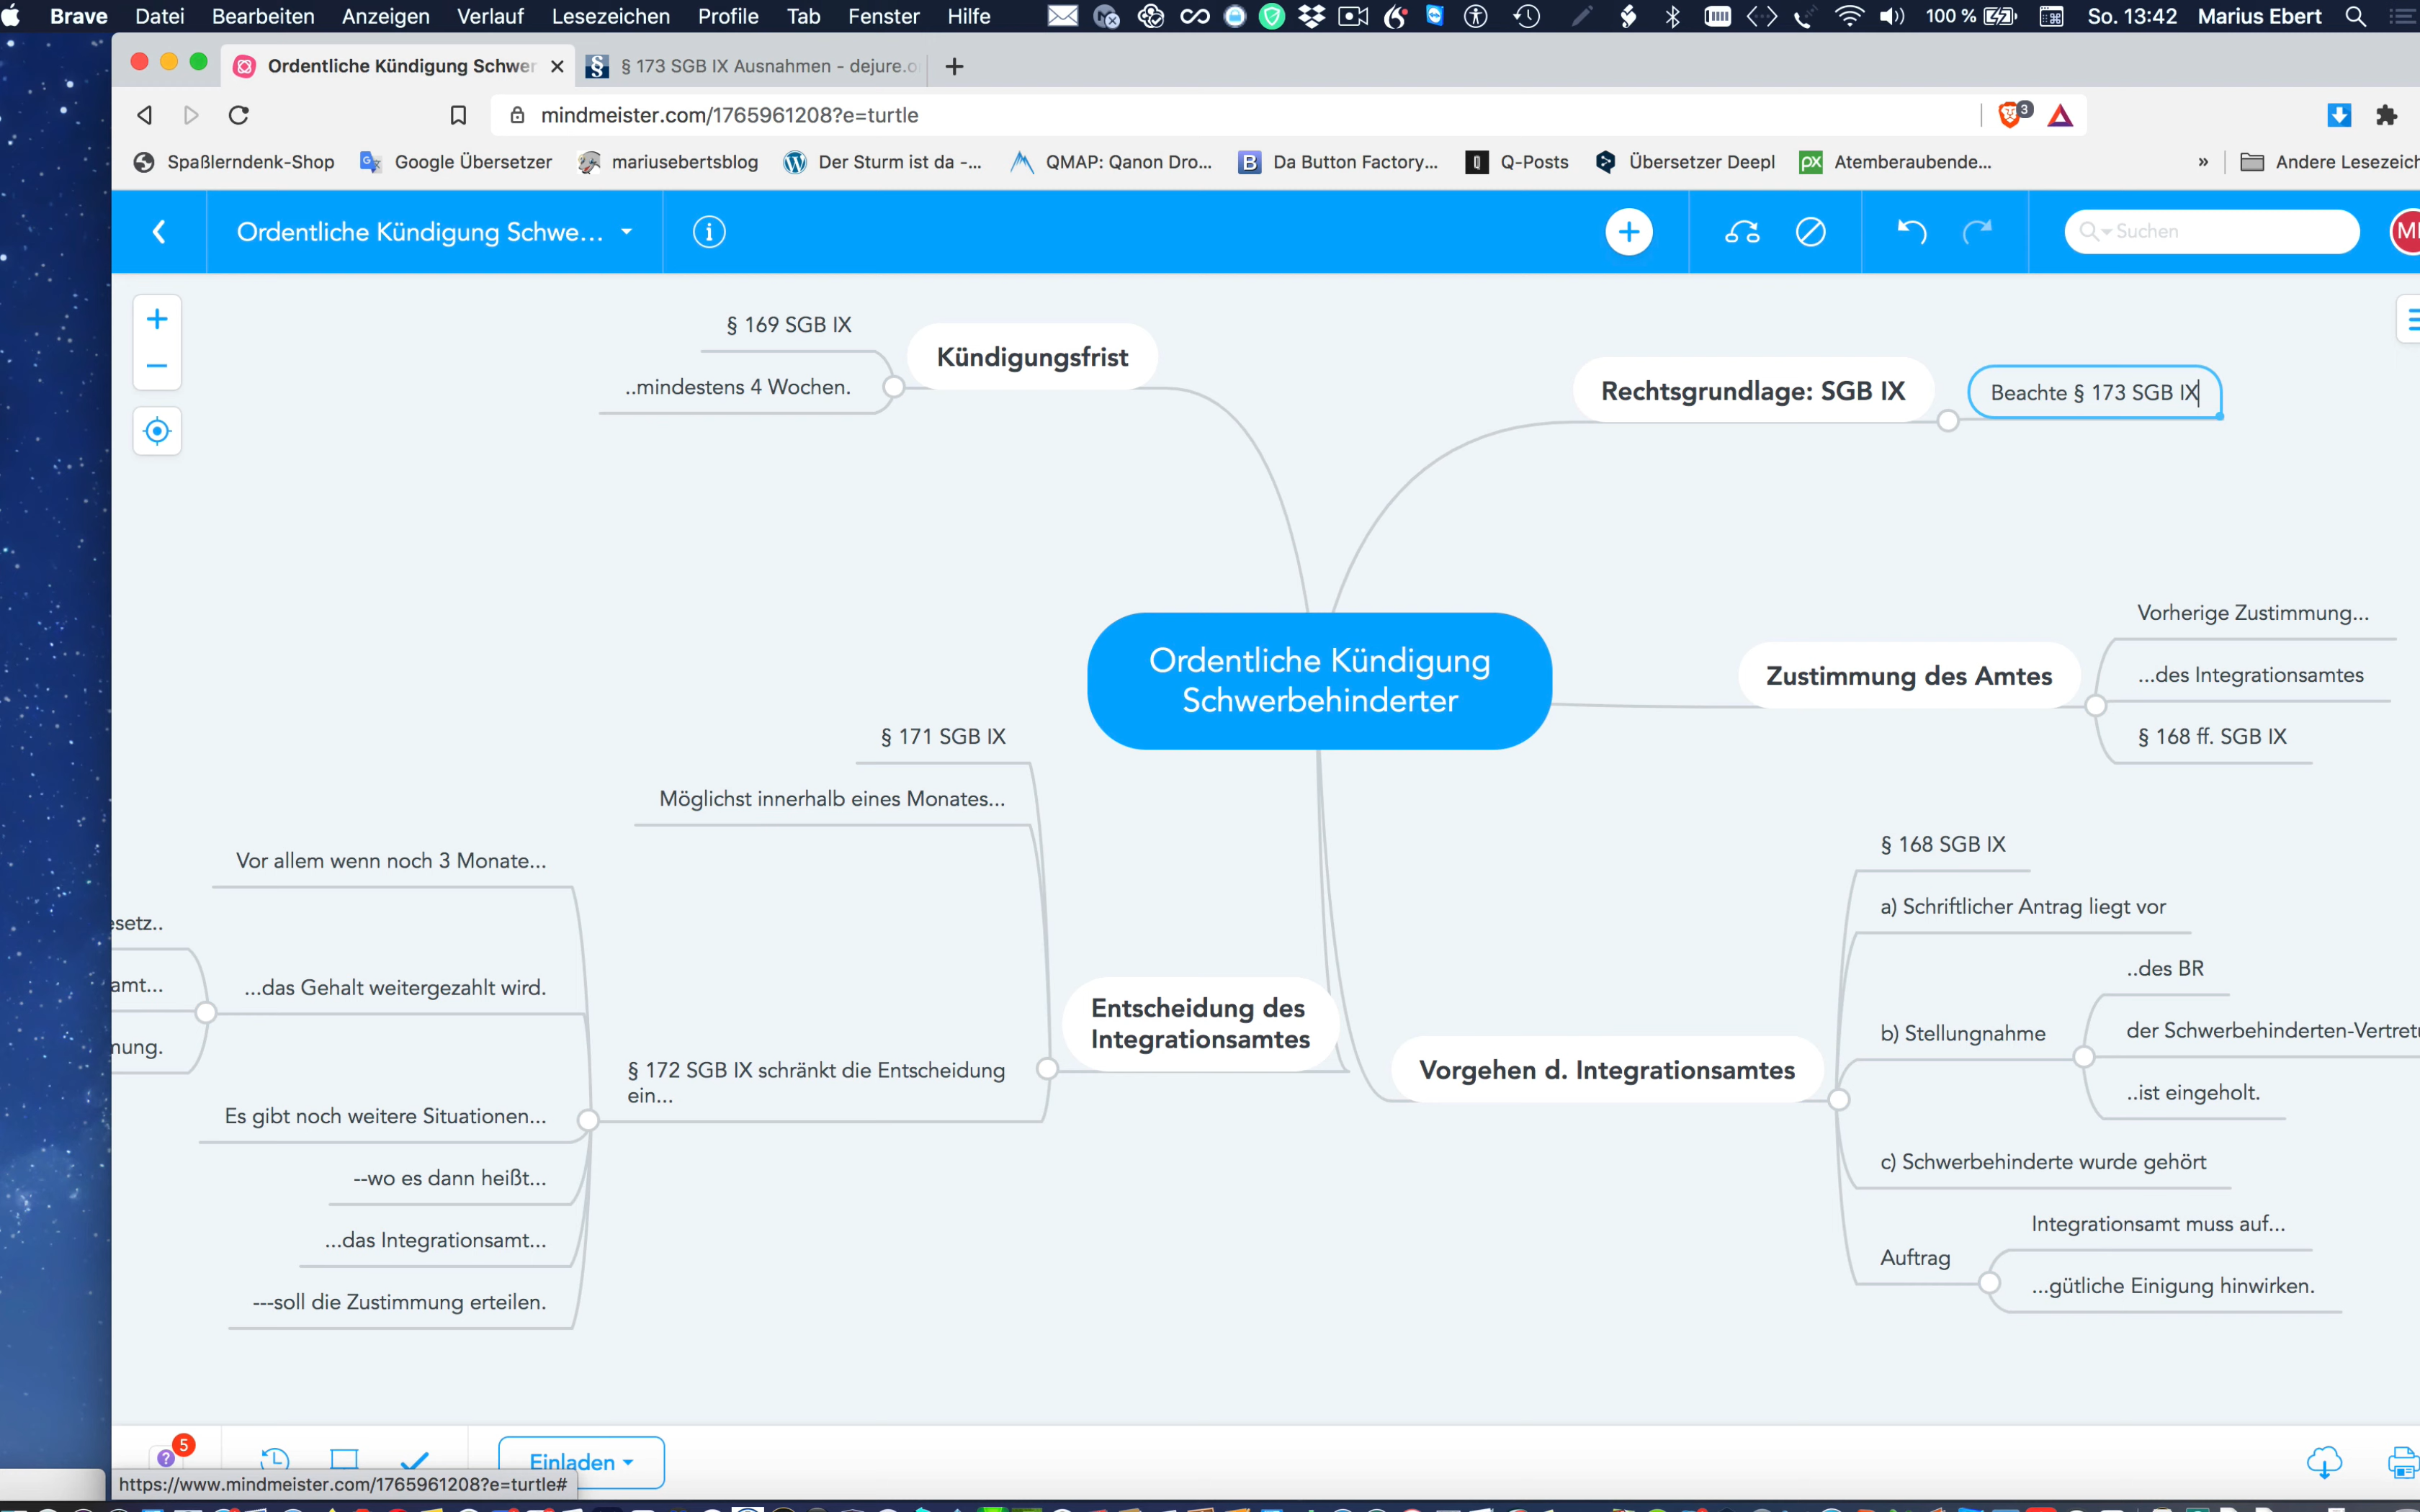 Brave Datei Bearbeiten Anzeigen Verlauf Lesezeichen Profile Tab Fenster Hilfe 100 % So. 13:42 Marius Ebert
Ordentliche Kündigung Schwer § 173 SGB IX Ausnahmen - dejure.o
mindmeister.com/1765961208?e=turtle 3
Spaßlerndenk-Shop Google Übersetzer mariusebertsblog Der Sturm ist da -... QMAP: Qanon Dro... Da Button Factory... Q-Posts Übersetzer Deepl Atemberaubende... » Andere Lesezeich
Ordentliche Kündigung Schwe... Suchen
§ 169 SGB IX
..mindestens 4 Wochen.
Kündigungsfrist
Rechtsgrundlage: SGB IX
Beachte § 173 SGB IX
Ordentliche Kündigung
Schwerbehinderter
Zustimmung des Amtes
Vorherige Zustimmung...
...des Integrationsamtes
§ 168 ff. SGB IX
§ 171 SGB IX
Möglichst innerhalb eines Monates...
Vor allem wenn noch 3 Monate...
esetz..
amt...
nung.
...das Gehalt weitergezahlt wird.
§ 172 SGB IX schränkt die Entscheidung
ein...
Es gibt noch weitere Situationen...
--wo es dann heißt...
...das Integrationsamt...
---soll die Zustimmung erteilen.
Entscheidung des
Integrationsamtes
Vorgehen d. Integrationsamtes
§ 168 SGB IX
a) Schriftlicher Antrag liegt vor
b) Stellungnahme
..des BR
der Schwerbehinderten-Vertret
..ist eingeholt.
c) Schwerbehinderte wurde gehört
Auftrag
Integrationsamt muss auf...
...gütliche Einigung hinwirken.
5
Einladen
https://www.mindmeister.com/1765961208?e=turtle#